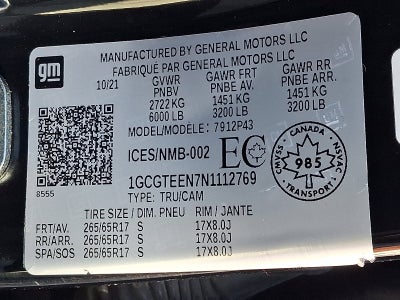 gm
MANUFACTURED BY GENERAL MOTORS LLC
FABRIQUÉ PAR GENERAL MOTORS LLC
10/21 GVWR GAWR FRT GAWR RR
PNBV PNBE AV. PNBE ARR.
2722 KG 1451 KG 1451 KG
6000 LB 3200 LB 3200 LB
MODEL/MODÈLE: 7912P43
ICES/NMB-002 EC
CANADA
CMVSS 985 NSVAC
TRANSPORT
8555
1GCGTEEN7N1112769
TYPE: TRU/CAM
TIRE SIZE / DIM. PNEU RIM / JANTE
FRT/AV. 265/65R17 S 17X8.0J
RR/ARR. 265/65R17 S 17X8.0J
SPA/SOS 265/65R17 S 17X8.0J